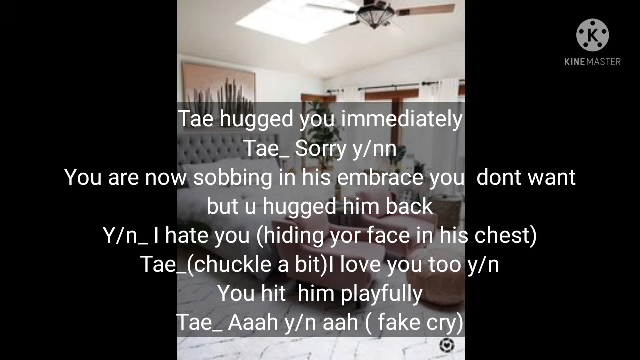 KINEMASTER
Tae hugged you immediately
Tae_ Sorry y/nn
You are now sobbing in his embrace you  dont want
but u hugged him back
Y/n_ I hate you (hiding yor face in his chest)
Tae_(chuckle a bit)I love you too y/n
You hit  him playfully
Tae_ Aaah y/n aah ( fake cry)